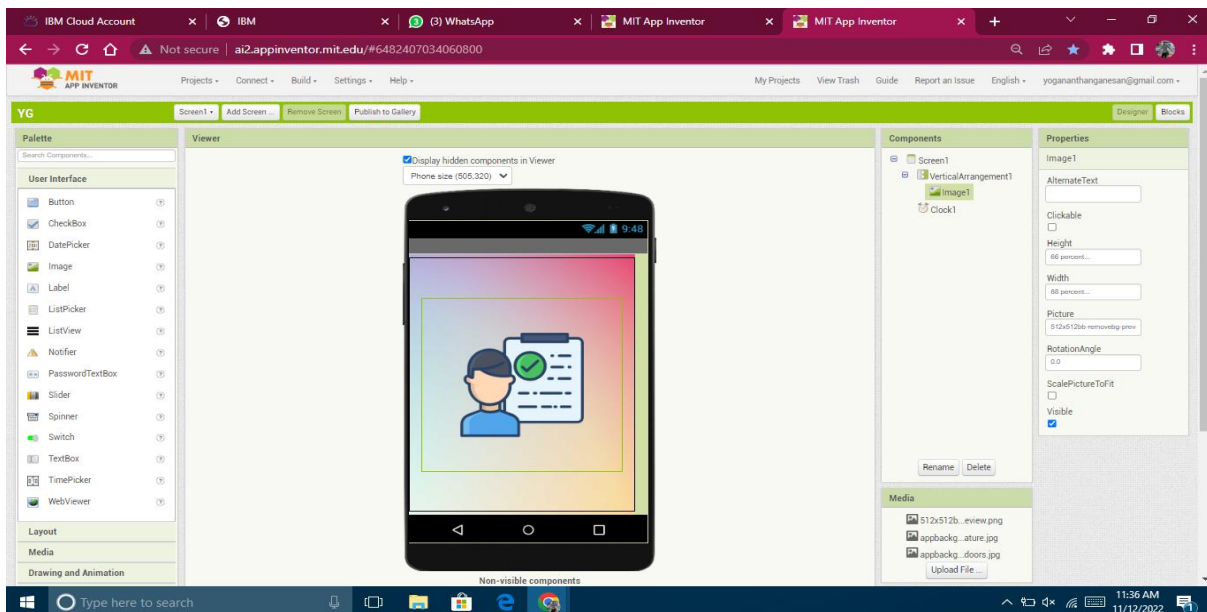 IBM Cloud Account
IBM
(3) WhatsApp
MIT App Inventor
MIT App Inventor
Not secure | ai2.appinventor.mit.edu/#6482407034060800
MIT
APP INVENTOR
Projects
Connect
Build
Settings
Help
My Projects
View Trash
Guide
Report an Issue
English
yogananthanganesan@gmail.com
YG
Screen1
Add Screen ...
Remove Screen
Publish to Gallery
Designer
Blocks
Palette
Search Components...
User Interface
Button
CheckBox
DatePicker
Image
Label
ListPicker
ListView
Notifier
PasswordTextBox
Slider
Spinner
Switch
TextBox
TimePicker
WebViewer
Layout
Media
Drawing and Animation
Viewer
Display hidden components in Viewer
Phone size (505,320)
9:48
Non-visible components
Components
Screen1
VerticalArrangement1
Image1
Clock1
Rename
Delete
Media
512x512b...eview.png
appbackg...ature.jpg
appbackg...doors.jpg
Upload File ...
Properties
Image1
AlternateText
Clickable
Height
66 percent...
Width
88 percent...
Picture
512x512bb-removebg-prev
RotationAngle
0.0
ScalePictureToFit
Visible
Type here to search
11:36 AM
11/12/2022